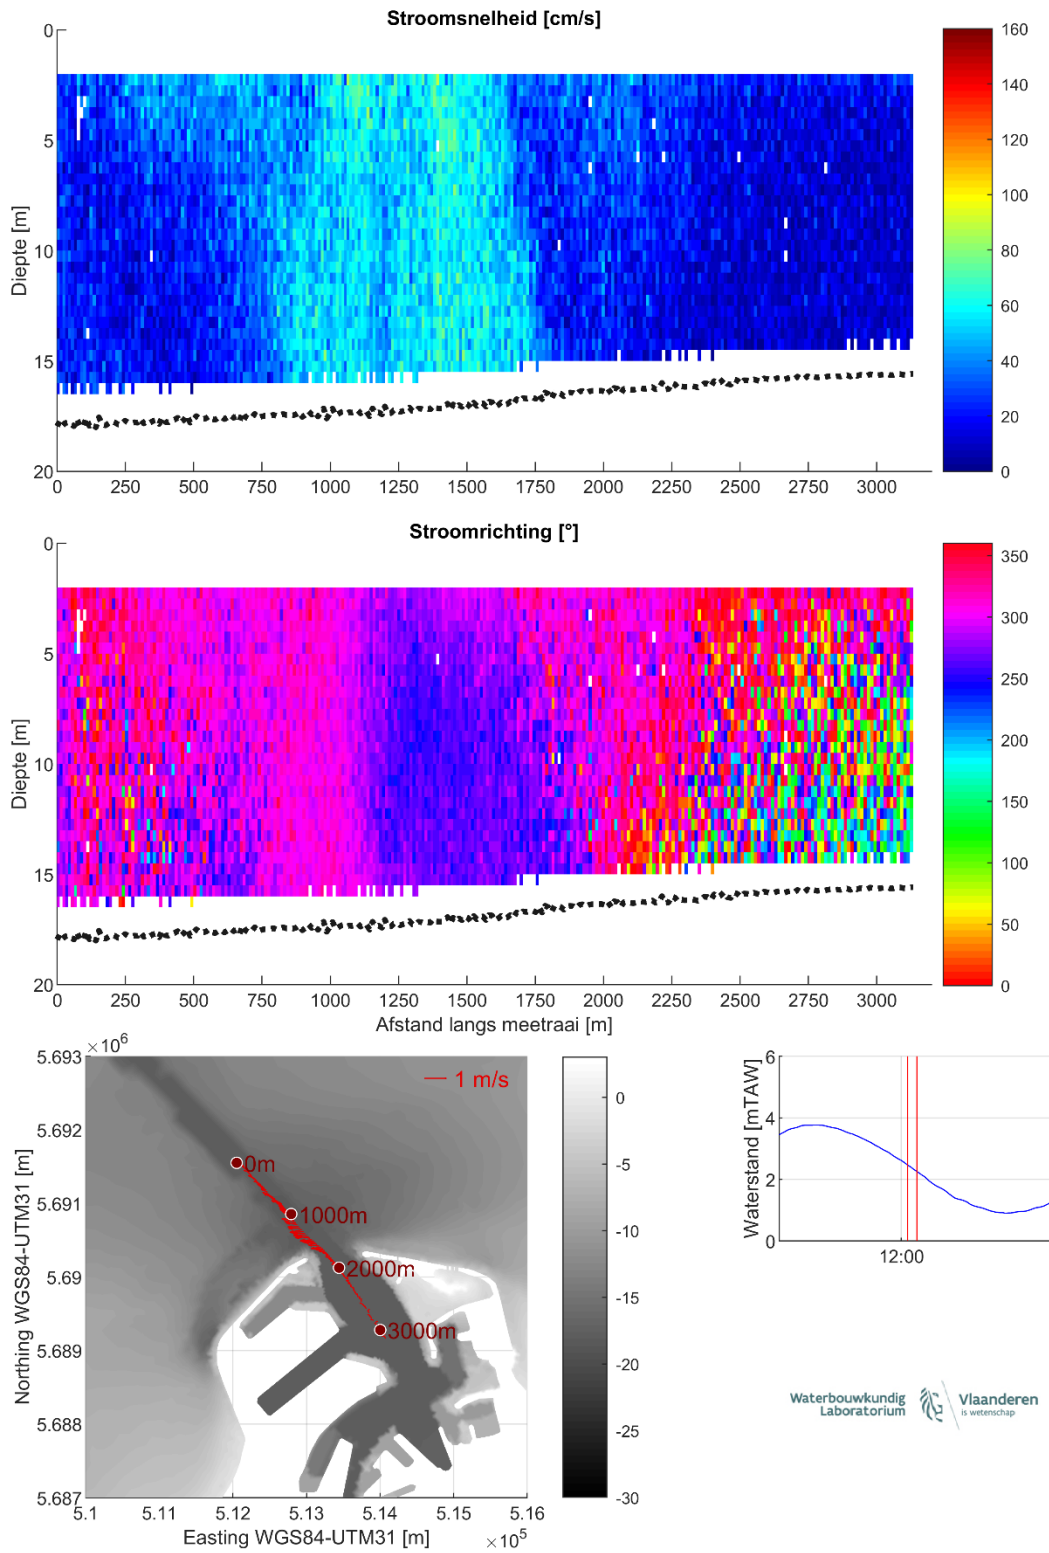 Stroomsnelheid [cm/s]
0
5
10
15
20
Diepte [m]
0 250 500 750 1000 1250 1500 1750 2000 2250 2500 2750 3000
160
140
120
100
80
60
40
20
0
Stroomrichting [°]
0
5
10
15
20
Diepte [m]
0 250 500 750 1000 1250 1500 1750 2000 2250 2500 2750 3000
Afstand langs meetraai [m]
350
300
250
200
150
100
50
0
×10⁶
5.693
5.692
5.691
5.69
5.689
5.688
5.687
Northing WGS84-UTM31 [m]
1 m/s
0m
1000m
2000m
3000m
5.1 5.11 5.12 5.13 5.14 5.15 5.16
Easting WGS84-UTM31 [m]
×10⁵
0
-5
-10
-15
-20
-25
-30
Waterstand [mTAW]
6
4
2
0
12:00
Waterbouwkundig
Laboratorium
Vlaanderen
is wetenschap